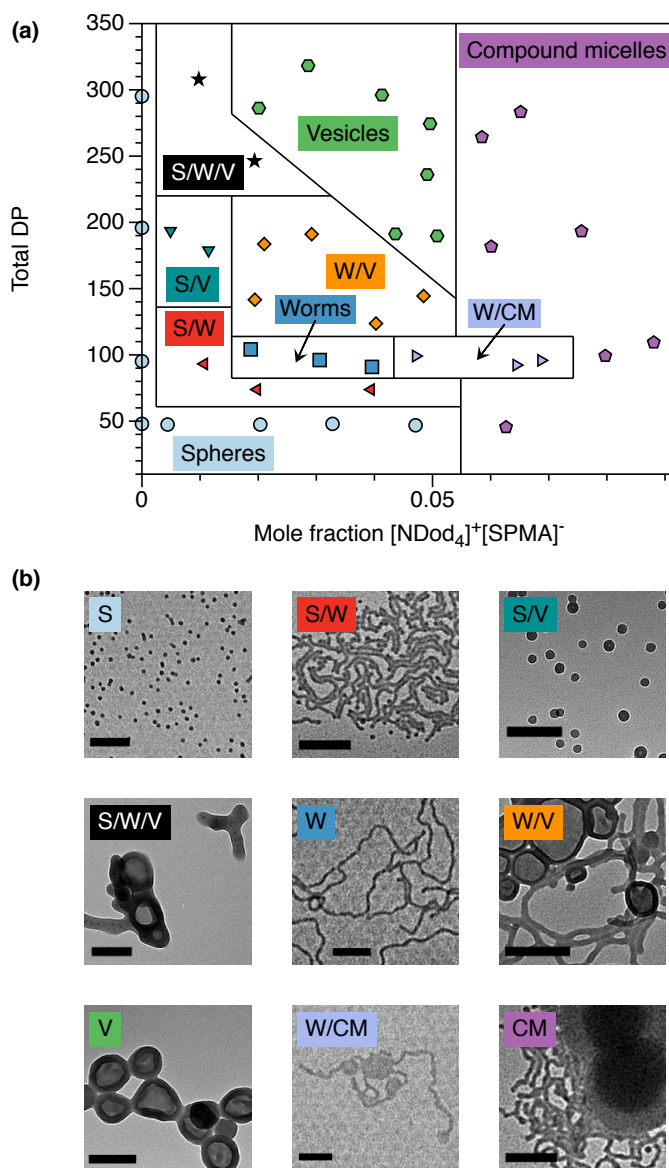 (a)
350
300
250
200
150
100
50
Total DP
Compound micelles
Vesicles
S/W/V
W/V
S/V
S/W
Worms
W/CM
Spheres
0
0.05
Mole fraction [NDod₄]⁺[SPMA]⁻
(b)
S
S/W
S/V
S/W/V
W
W/V
V
W/CM
CM